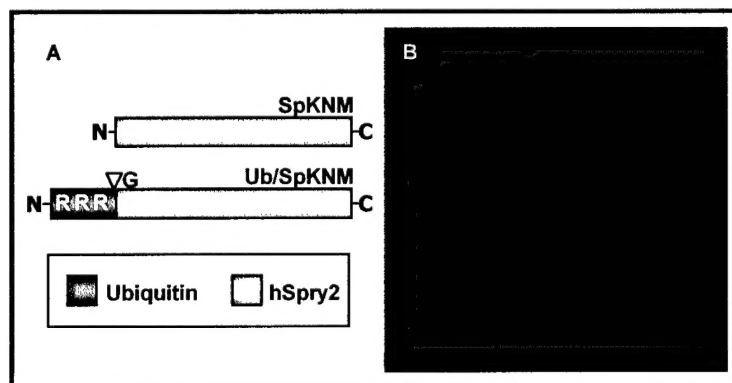 A
SpKNM
N- -C
▽G Ub/SpKNM
N- RRR -C
Ubiquitin hSpry2
B